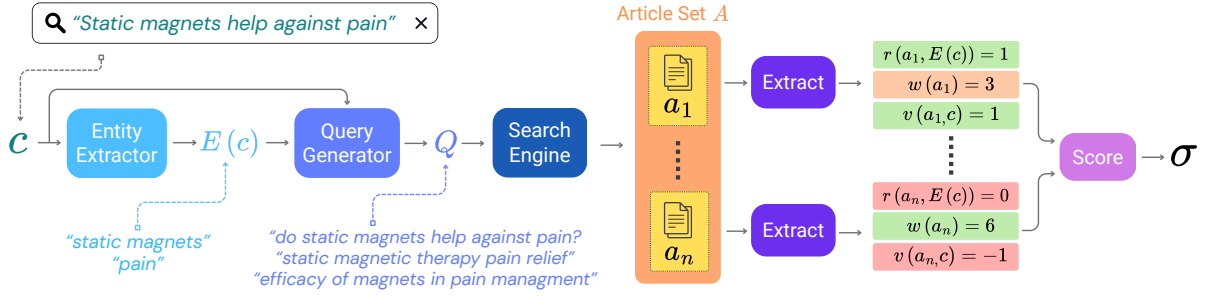 “Static magnets help against pain” ×
Article Set A
c
Entity
Extractor
E (c)
Query
Generator
Q
Search
Engine
a₁
aₙ
Extract
Extract
r (a₁, E (c)) = 1
w (a₁) = 3
v (a₁,c) = 1
r (aₙ, E (c)) = 0
w (aₙ) = 6
v (aₙ,c) = −1
Score
σ
“static magnets”
“pain”
“do static magnets help against pain?
“static magnetic therapy pain relief”
“efficacy of magnets in pain managment”